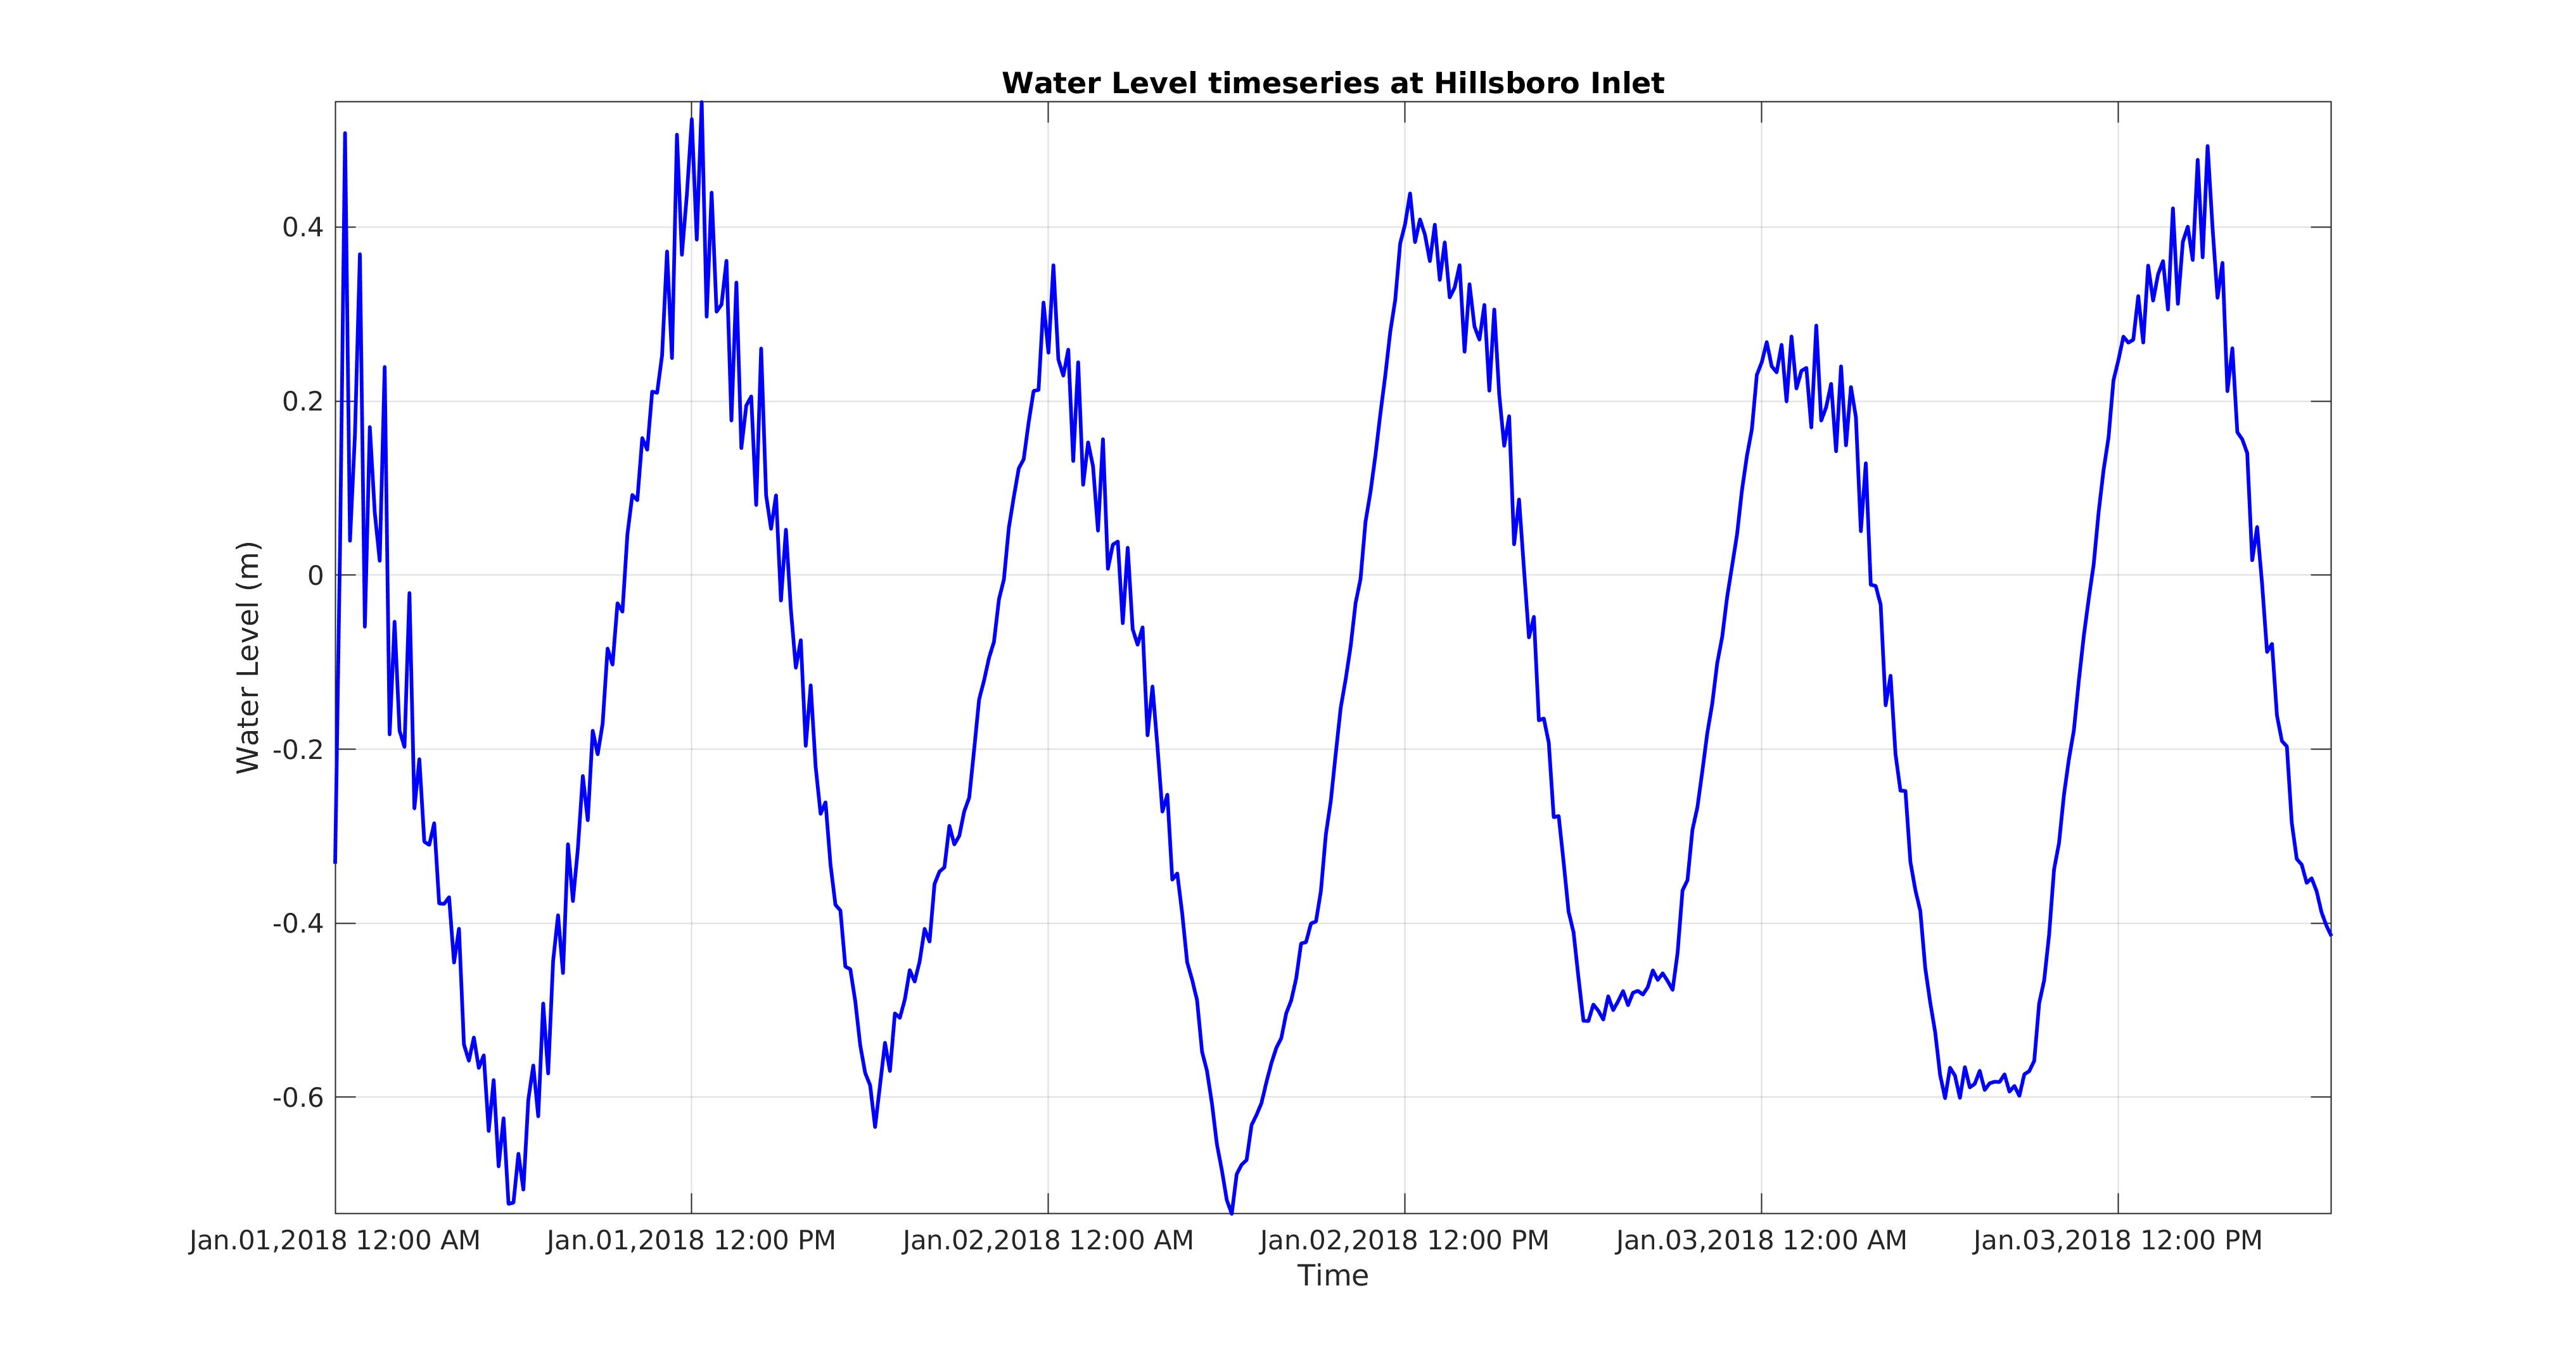 Water Level timeseries at Hillsboro Inlet
Water Level (m)
0.4
0.2
0
-0.2
-0.4
-0.6
Jan.01,2018 12:00 AM
Jan.01,2018 12:00 PM
Jan.02,2018 12:00 AM
Jan.02,2018 12:00 PM
Jan.03,2018 12:00 AM
Jan.03,2018 12:00 PM
Time